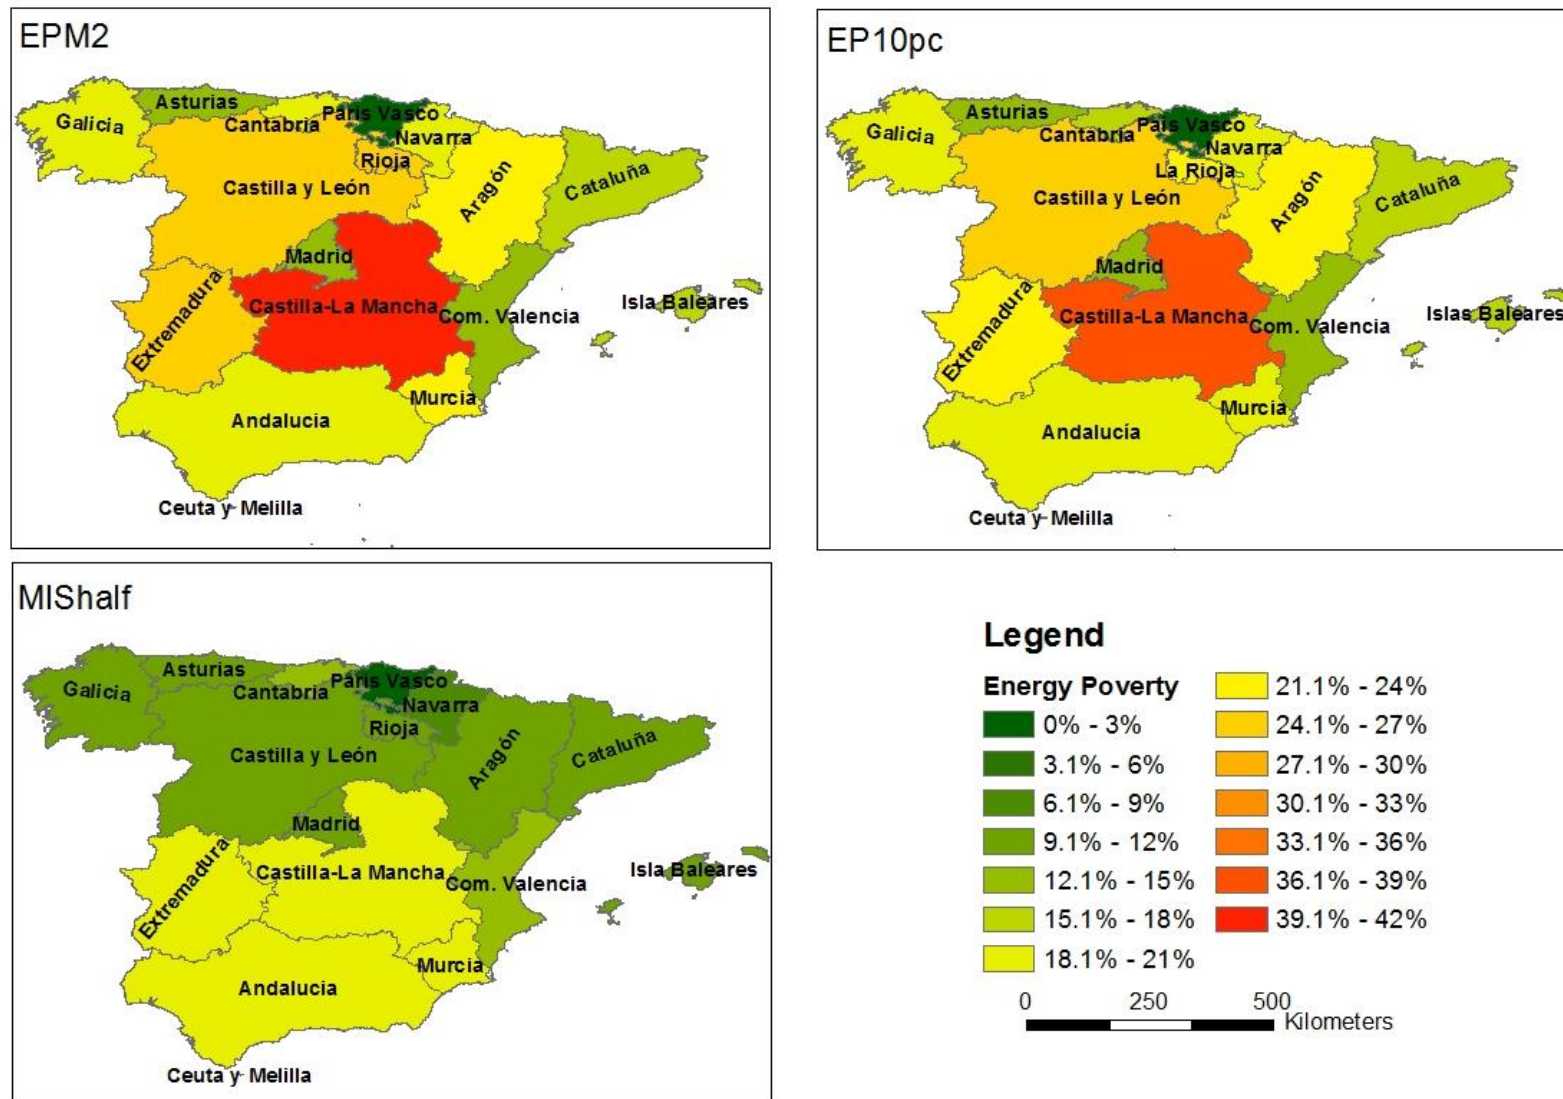 EPM2
Asturias
Páris Vasco
Galicia
Cantabria
Navarra
Rioja
Castilla y León
Aragón
Cataluña
Madrid
Extremadura
Castilla-La Mancha
Isla Baleares
Com. Valencia
Murcia
Andalucia
Ceuta y Melilla
EP10pc
Asturias
País Vasco
Galicia
Cantabria
Navarra
La Rioja
Castilla y León
Aragón
Cataluña
Madrid
Extremadura
Castilla-La Mancha
Islas Baleares
Com. Valencia
Murcia
Andalucía
Ceuta y Melilla
MIShalf
Asturias
Páris Vasco
Galicia
Cantabria
Navarra
Rioja
Castilla y León
Aragón
Cataluña
Madrid
Extremadura
Castilla-La Mancha
Isla Baleares
Com. Valencia
Murcia
Andalucia
Ceuta y Melilla
Legend
Energy Poverty
0% - 3%
3.1% - 6%
6.1% - 9%
9.1% - 12%
12.1% - 15%
15.1% - 18%
18.1% - 21%
21.1% - 24%
24.1% - 27%
27.1% - 30%
30.1% - 33%
33.1% - 36%
36.1% - 39%
39.1% - 42%
0 250 500
Kilometers